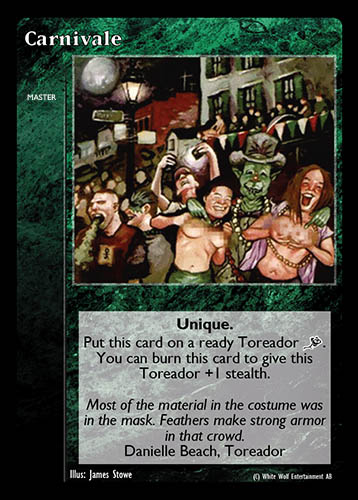 Carnivale
MASTER
Unique.
Put this card on a ready Toreador .
You can burn this card to give this
Toreador +1 stealth.
Most of the material in the costume was
in the mask. Feathers make strong armor
in that crowd.
Danielle Beach, Toreador
Illus: James Stowe
(C) White Wolf Entertainment AB